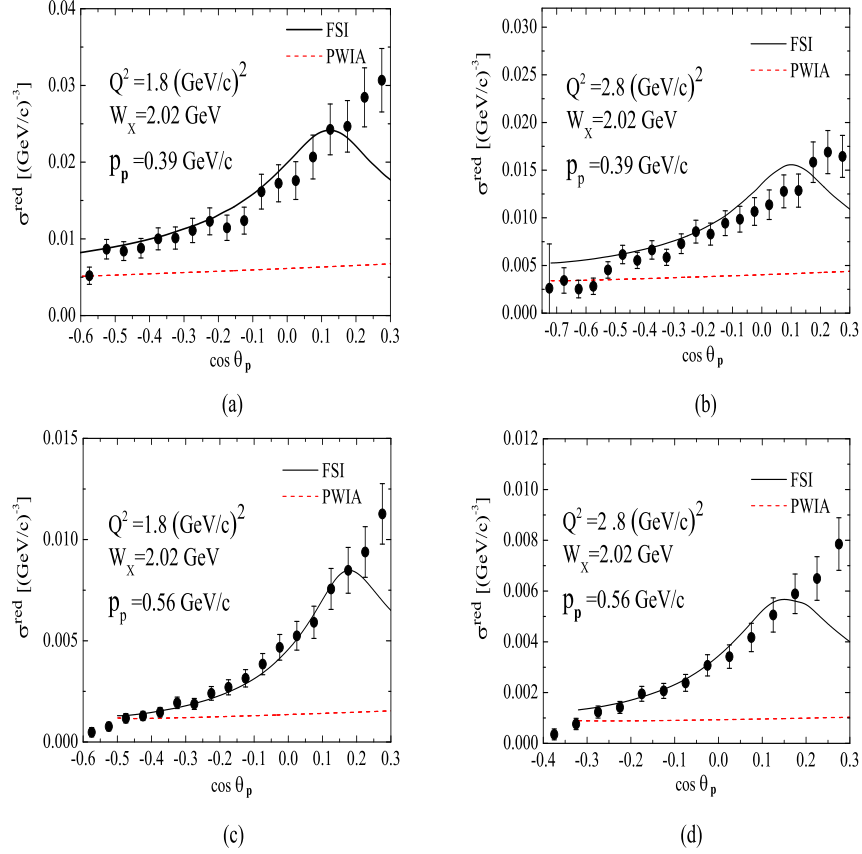 0.04
FSI
PWIA
Q² =1.8 (GeV/c)²
W_X=2.02 GeV
p_p =0.39 GeV/c
0.03
0.02
0.01
0.00
σ^red [(GeV/c)^-3]
-0.6 -0.5 -0.4 -0.3 -0.2 -0.1 0.0 0.1 0.2 0.3
cos θ_p
(a)
0.030
FSI
PWIA
Q² =2.8 (GeV/c)²
W_X=2.02 GeV
p_p =0.39 GeV/c
0.025
0.020
0.015
0.010
0.005
0.000
σ^red [(GeV/c)^-3]
-0.7 -0.6 -0.5 -0.4 -0.3 -0.2 -0.1 0.0 0.1 0.2 0.3
cos θ_p
(b)
0.015
FSI
PWIA
Q² =1.8 (GeV/c)²
W_X=2.02 GeV
p_p =0.56 GeV/c
0.010
0.005
0.000
σ^red [(GeV/c)^-3]
-0.6 -0.5 -0.4 -0.3 -0.2 -0.1 0.0 0.1 0.2 0.3
cos θ_p
(c)
0.012
FSI
PWIA
Q² =2 .8 (GeV/c)²
W_X=2.02 GeV
p_p =0.56 GeV/c
0.010
0.008
0.006
0.004
0.002
0.000
σ^red [(GeV/c)^-3]
-0.4 -0.3 -0.2 -0.1 0.0 0.1 0.2 0.3
cos θ_p
(d)